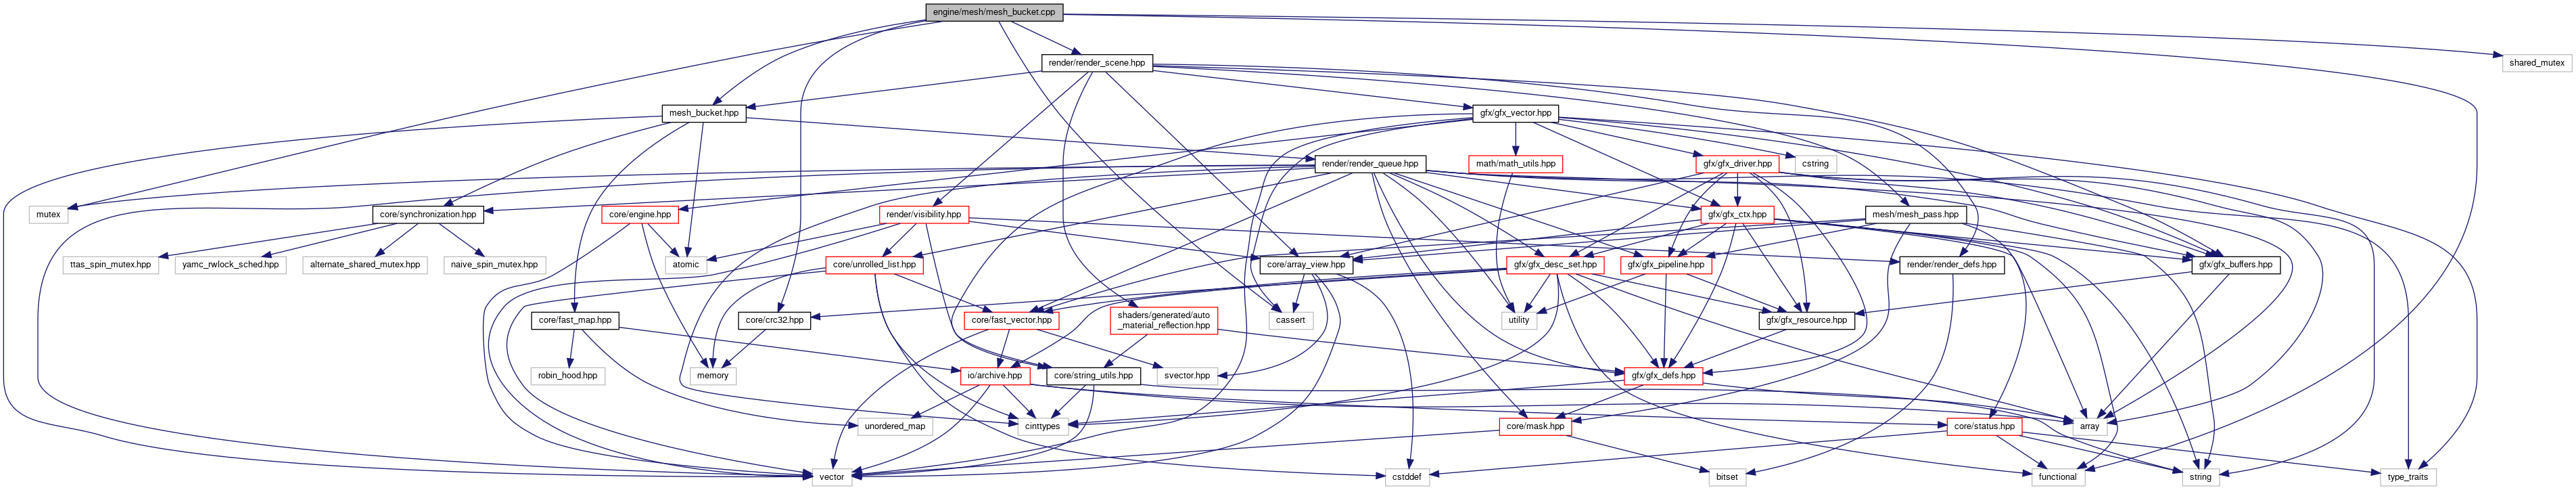 engine/mesh/mesh_bucket.cpp
render/render_scene.hpp
shared_mutex
mesh_bucket.hpp
gfx/gfx_vector.hpp
render/render_queue.hpp
math/math_utils.hpp
gfx/gfx_driver.hpp
cstring
mutex
core/synchronization.hpp
core/engine.hpp
render/visibility.hpp
gfx/gfx_ctx.hpp
mesh/mesh_pass.hpp
ttas_spin_mutex.hpp
yamc_rwlock_sched.hpp
alternate_shared_mutex.hpp
naive_spin_mutex.hpp
atomic
core/unrolled_list.hpp
core/array_view.hpp
gfx/gfx_desc_set.hpp
gfx/gfx_pipeline.hpp
render/render_defs.hpp
gfx/gfx_buffers.hpp
core/fast_map.hpp
core/crc32.hpp
core/fast_vector.hpp
shaders/generated/auto
_material_reflection.hpp
cassert
utility
gfx/gfx_resource.hpp
robin_hood.hpp
memory
io/archive.hpp
core/string_utils.hpp
svector.hpp
gfx/gfx_defs.hpp
unordered_map
cinttypes
core/mask.hpp
core/status.hpp
array
vector
cstddef
bitset
functional
string
type_traits